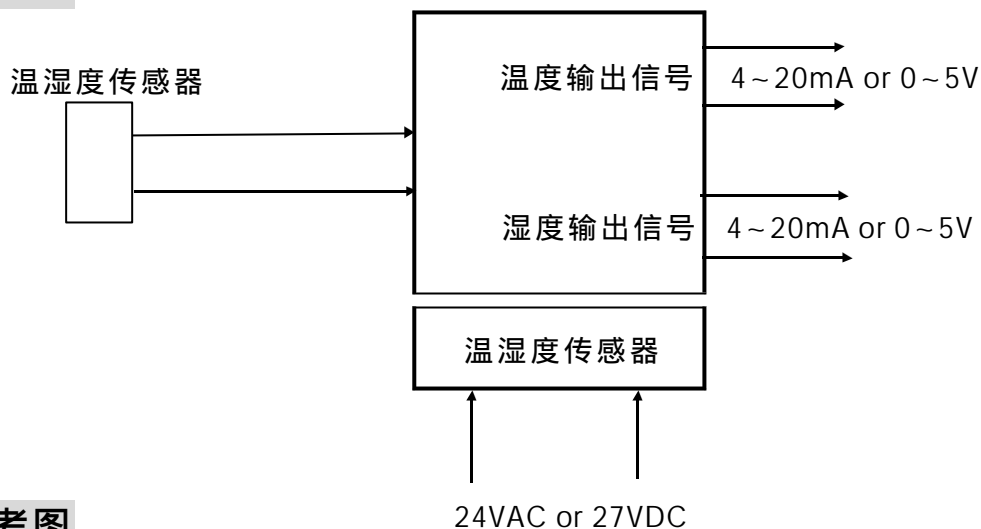 温湿度传感器
温度输出信号 4~20mA or 0~5V
湿度输出信号 4~20mA or 0~5V
温湿度传感器
24VAC or 27VDC
考图